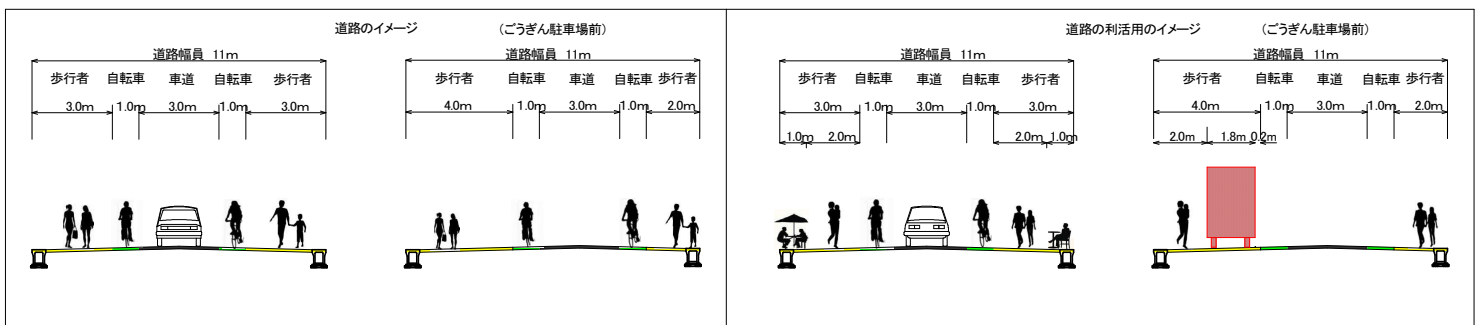 道路のイメージ (ごうぎん駐車場前)
道路幅員 11m
歩行者 自転車 車道 自転車 歩行者
3.0m 1.0m 3.0m 1.0m 3.0m
道路幅員 11m
歩行者 自転車 車道 自転車 歩行者
4.0m 1.0m 3.0m 1.0m 2.0m
道路の利活用のイメージ (ごうぎん駐車場前)
道路幅員 11m
歩行者 自転車 車道 自転車 歩行者
3.0m 1.0m 3.0m 1.0m 3.0m
1.0m 2.0m 2.0m 1.0m
道路幅員 11m
歩行者 自転車 車道 自転車 歩行者
4.0m 1.0m 3.0m 1.0m 2.0m
2.0m 1.8m 0.2m